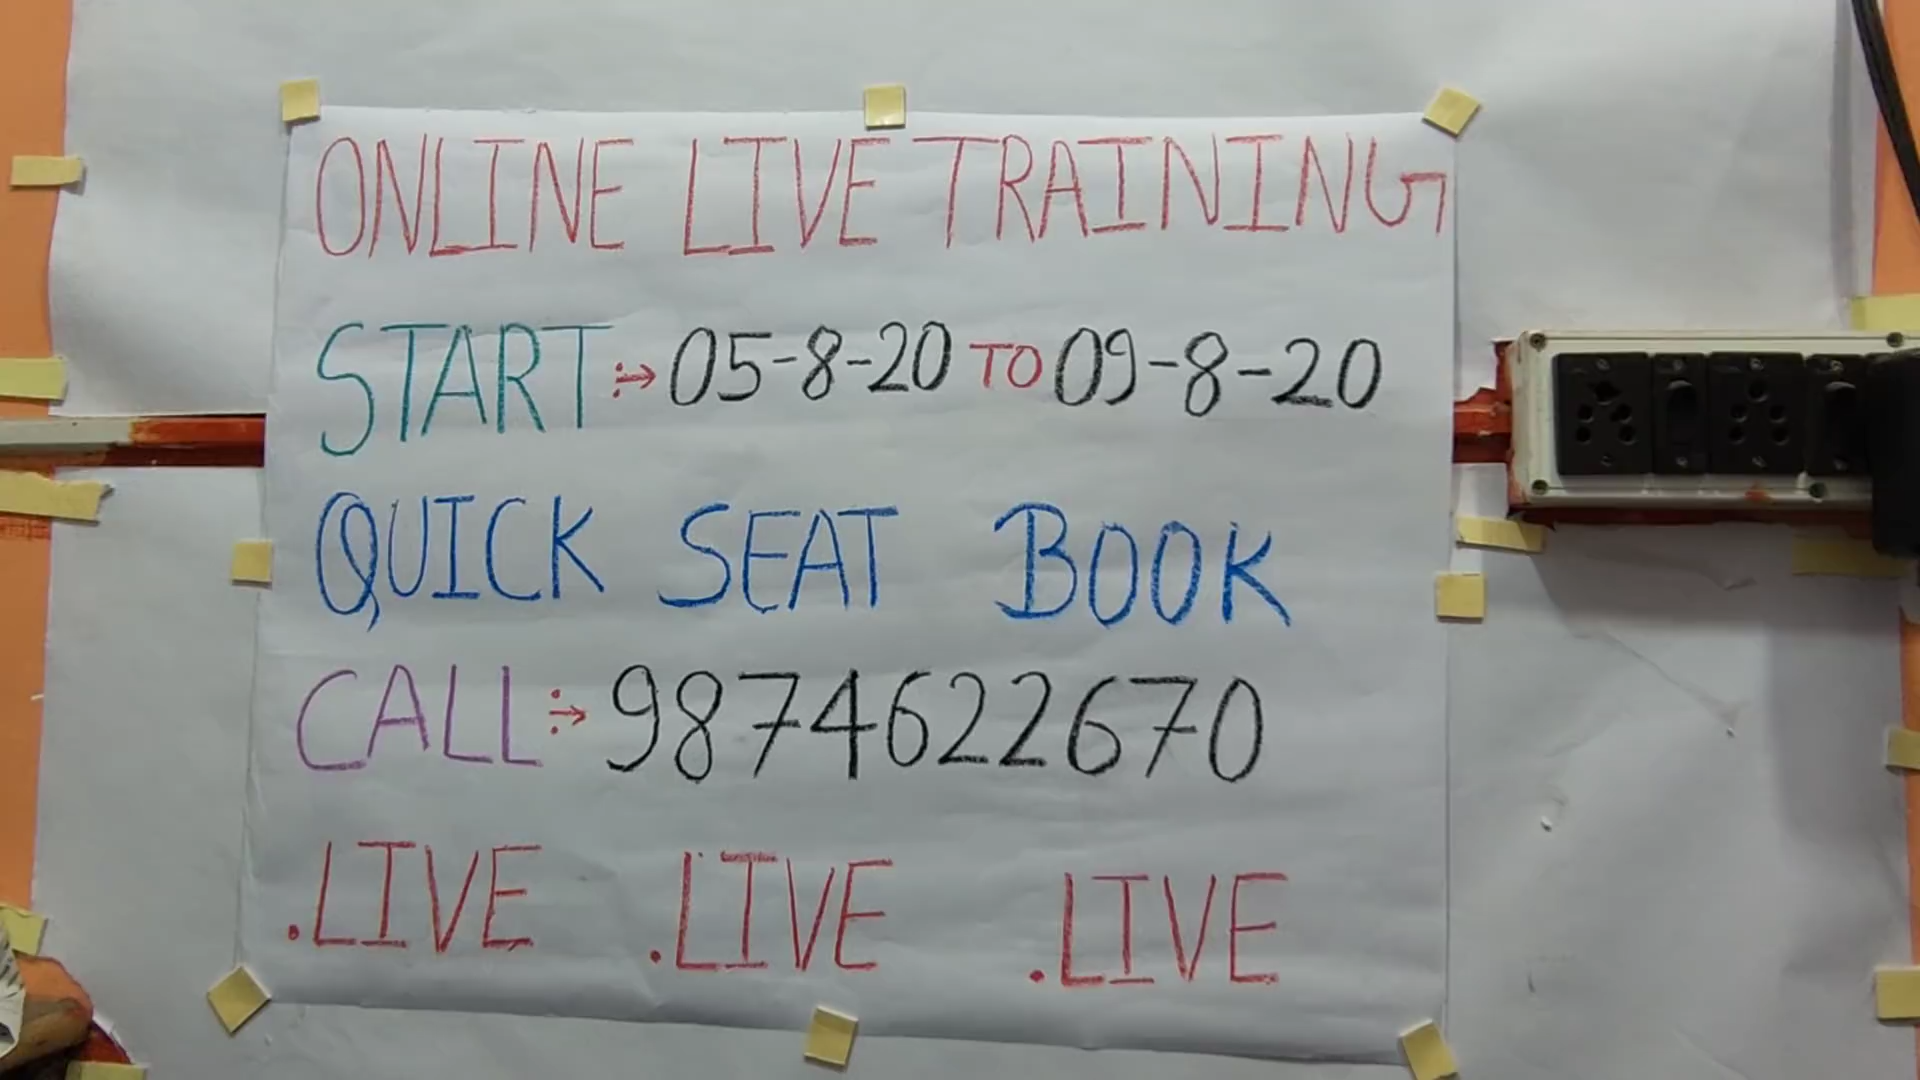 ONLINE LIVE TRAINING
START :→ 05-8-20 TO 09-8-20
QUICK SEAT BOOK
CALL :→ 9874622670
.LIVE .LIVE .LIVE